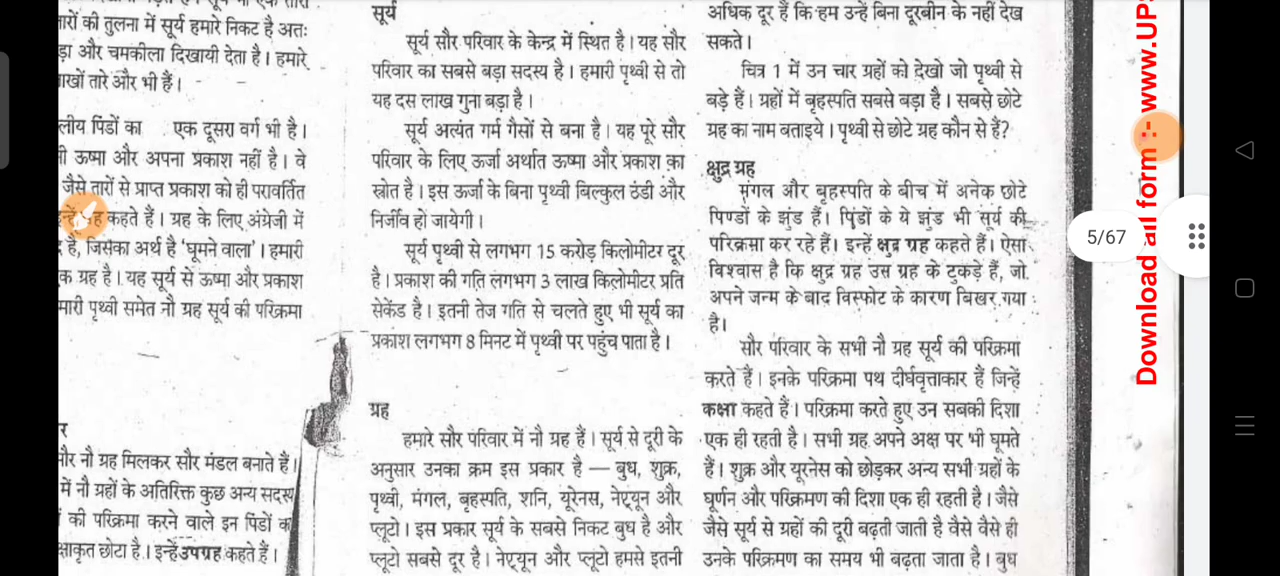 तारों की तुलना में सूर्य हमारे निकट है अतः
और चमकीला दिखायी देता है। हमारे
तारे और भी हैं।
पिंडों का एक दूसरा वर्ग भी है।
ऊष्मा और अपना प्रकाश नहीं है। वे
जैसे तारों से प्राप्त प्रकाश को ही परावर्तित
कहते हैं। ग्रह के लिए अंग्रेजी में
है, जिसका अर्थ है 'घूमने वाला'। हमारी
ग्रह है। यह सूर्य से ऊष्मा और प्रकाश
पृथ्वी समेत नौ ग्रह सूर्य की परिक्रमा
र
और नौ ग्रह मिलकर सौर मंडल बनाते हैं।
में नौ ग्रहों के अतिरिक्त कुछ अन्य सदस्य
की परिक्रमा करने वाले इन पिंडों का
छोटा है। इन्हें उपग्रह कहते हैं।
सूर्य
सूर्य सौर परिवार के केन्द्र में स्थित है। यह सौर
परिवार का सबसे बड़ा सदस्य है। हमारी पृथ्वी से तो
यह दस लाख गुना बड़ा है।
सूर्य अत्यंत गर्म गैसों से बना है। यह पूरे सौर
परिवार के लिए ऊर्जा अर्थात ऊष्मा और प्रकाश का
स्रोत है। इस ऊर्जा के बिना पृथ्वी बिल्कुल ठंडी और
निर्जीव हो जायेगी।
सूर्य पृथ्वी से लगभग 15 करोड़ किलोमीटर दूर
है। प्रकाश की गति लगभग 3 लाख किलोमीटर प्रति
सेकेंड है। इतनी तेज गति से चलते हुए भी सूर्य का
प्रकाश लगभग 8 मिनट में पृथ्वी पर पहुंच पाता है।
ग्रह
हमारे सौर परिवार में नौ ग्रह हैं। सूर्य से दूरी के
अनुसार उनका क्रम इस प्रकार है — बुध, शुक्र,
पृथ्वी, मंगल, बृहस्पति, शनि, यूरेनस, नेप्ट्यून और
प्लूटो। इस प्रकार सूर्य के सबसे निकट बुध है और
प्लूटो सबसे दूर है। नेप्ट्यून और प्लूटो हमसे इतनी
अधिक दूर हैं कि हम उन्हें बिना दूरबीन के नहीं देख
सकते।
चित्र 1 में उन चार ग्रहों को देखो जो पृथ्वी से
बड़े हैं। ग्रहों में बृहस्पति सबसे बड़ा है। सबसे छोटे
ग्रह का नाम बताइये। पृथ्वी से छोटे ग्रह कौन से हैं?
क्षुद्र ग्रह
मंगल और बृहस्पति के बीच में अनेक छोटे
पिण्डों के झुंड हैं। पिंडों के ये झुंड भी सूर्य की
परिक्रमा कर रहे हैं। इन्हें क्षुद्र ग्रह कहते हैं। ऐसा
विश्वास है कि क्षुद्र ग्रह उस ग्रह के टुकड़े हैं, जो
अपने जन्म के बाद विस्फोट के कारण बिखर गया
है।
सौर परिवार के सभी नौ ग्रह सूर्य की परिक्रमा
करते हैं। इनके परिक्रमा पथ दीर्घवृत्ताकार हैं जिन्हें
कक्षा कहते हैं। परिक्रमा करते हुए उन सबकी दिशा
एक ही रहती है। सभी ग्रह अपने अक्ष पर भी घूमते
हैं। शुक्र और यूरनेस को छोड़कर अन्य सभी ग्रहों के
घूर्णन और परिक्रमण की दिशा एक ही रहती है। जैसे
जैसे सूर्य से ग्रहों की दूरी बढ़ती जाती है वैसे वैसे ही
उनके परिक्रमण का समय भी बढ़ता जाता है। बुध
Download all form :- www.UPS
5/67